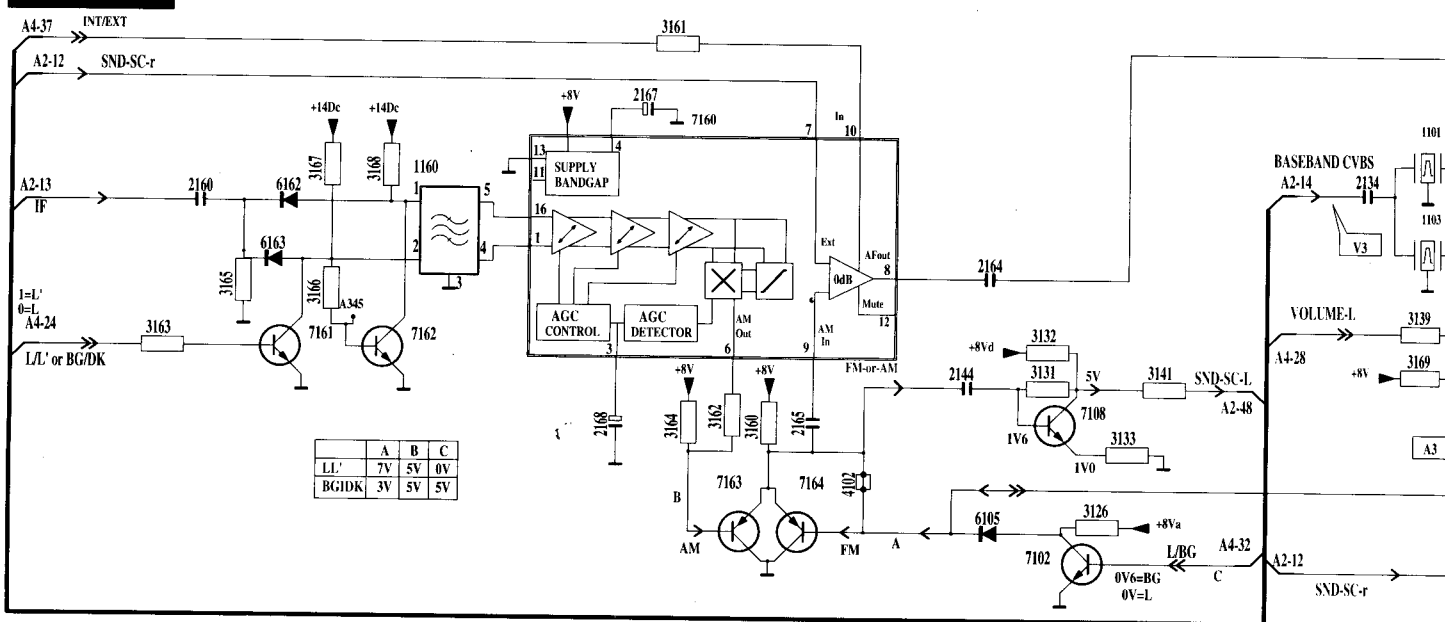 A4-37
INT/EXT
3161
A2-12
SND-SC-r
+8V
2167
7160
In
7
10
+14Dc
+14Dc
3167
3168
1160
13
11
4
SUPPLY
BANDGAP
1101
BASEBAND CVBS
A2-14
2134
A2-13
IF
2160
6162
1
5
16
1103
6163
2
4
1
3
V3
3165
3166
A345
Ext
AFout
0dB
8
2164
1=L'
0=L
A4-24
L/L' or BG/DK
3163
7161
7162
AGC
CONTROL
AGC
DETECTOR
AM
Out
AM
In
Mute
12
3
6
9
FM-or-AM
VOLUME-L
A4-28
3139
+8V
3169
+8V
+8V
2168
3164
3162
3160
2165
2144
+8Vd
3132
3131
5V
3141
SND-SC-L
A2-48
7108
1V6
1V0
3133
A3
A B C
LL' 7V 5V 0V
BGIDK 3V 5V 5V
B
7163
7164
4102
AM
FM
A
6105
3126
+8Va
7102
L/BG
C
A4-32
0V6=BG
0V=L
A2-12
SND-SC-r